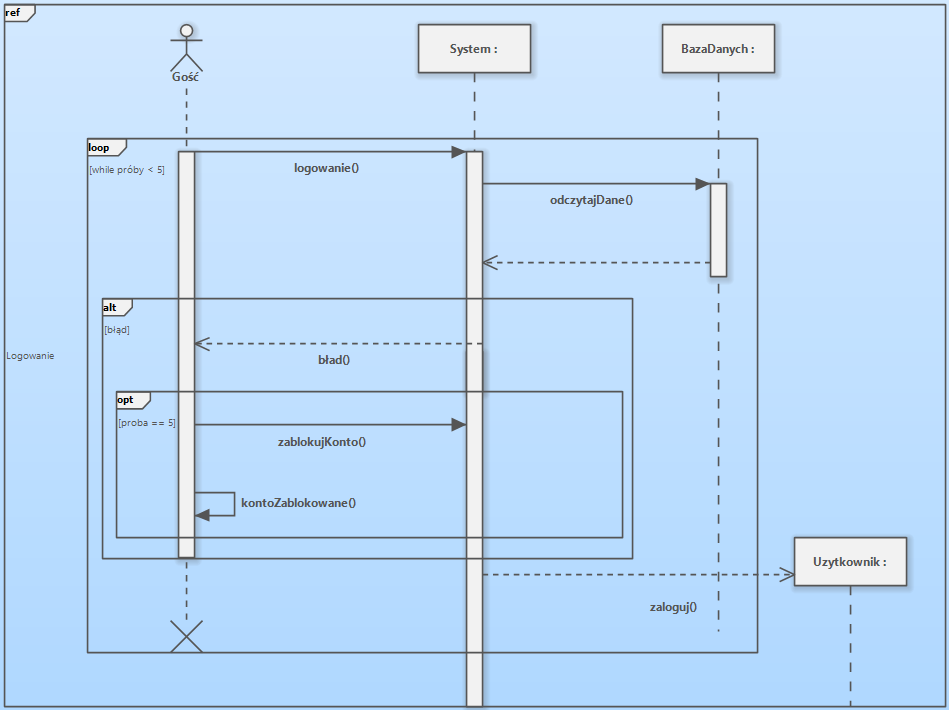 ref
Gość
System :
BazaDanych :
loop
[while próby < 5]
logowanie()
odczytajDane()
alt
[błąd]
Logowanie
bład()
opt
[proba == 5]
zablokujKonto()
kontoZablokowane()
Uzytkownik :
zaloguj()